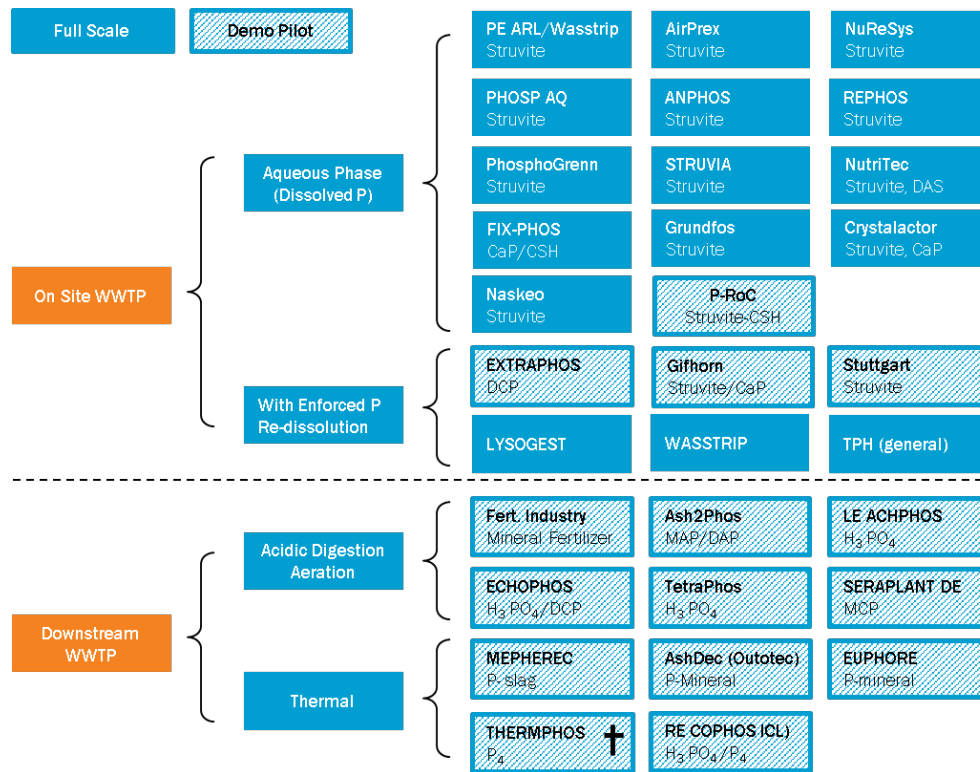 Full Scale
Demo Pilot
PE ARL/Wasstrip
Struvite
AirPrex
Struvite
NuReSys
Struvite
PHOSP AQ
Struvite
ANPHOS
Struvite
REPHOS
Struvite
Aqueous Phase
(Dissolved P)
PhosphoGrenn
Struvite
STRUVIA
Struvite
NutriTec
Struvite, DAS
FIX-PHOS
CaP/CSH
Grundfos
Struvite
Crystalactor
Struvite, CaP
On Site WWTP
Naskeo
Struvite
P-RoC
Struvite-CSH
With Enforced P
Re-dissolution
EXTRAPHOS
DCP
Gifhorn
Struvite/CaP
Stuttgart
Struvite
LYSOGEST
WASSTRIP
TPH (general)
Acidic Digestion
Aeration
Fert. Industry
Mineral Fertilizer
Ash2Phos
MAP/DAP
LE ACHPHOS
H₃ PO₄
ECHOPHOS
H₃ PO₄/DCP
TetraPhos
H₃ PO₄
SERAPLANT DE
MCP
Downstream
WWTP
Thermal
MEPHEREC
P- slag
AshDec (Outotec)
P-Mineral
EUPHORE
P-mineral
THERMPHOS
P₄
RE COPHOS ICL)
H₃ PO₄/P₄